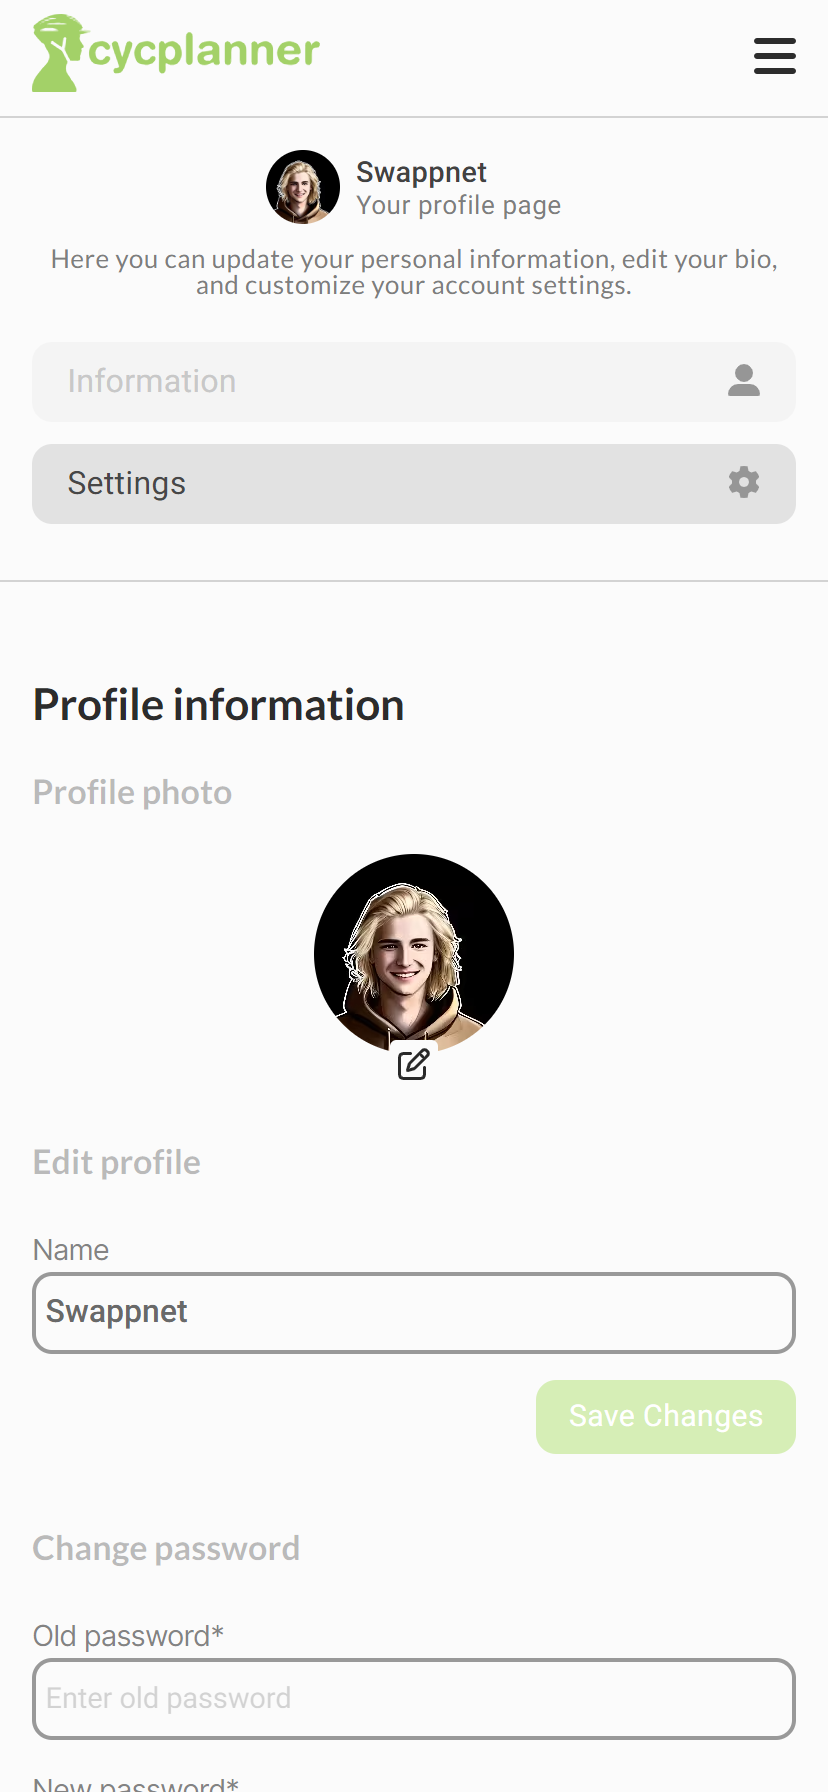 cycplanner
Swappnet
Your profile page
Here you can update your personal information, edit your bio,
and customize your account settings.
Information
Settings
Profile information
Profile photo
Edit profile
Name
Swappnet
Save Changes
Change password
Old password*
Enter old password
New password*